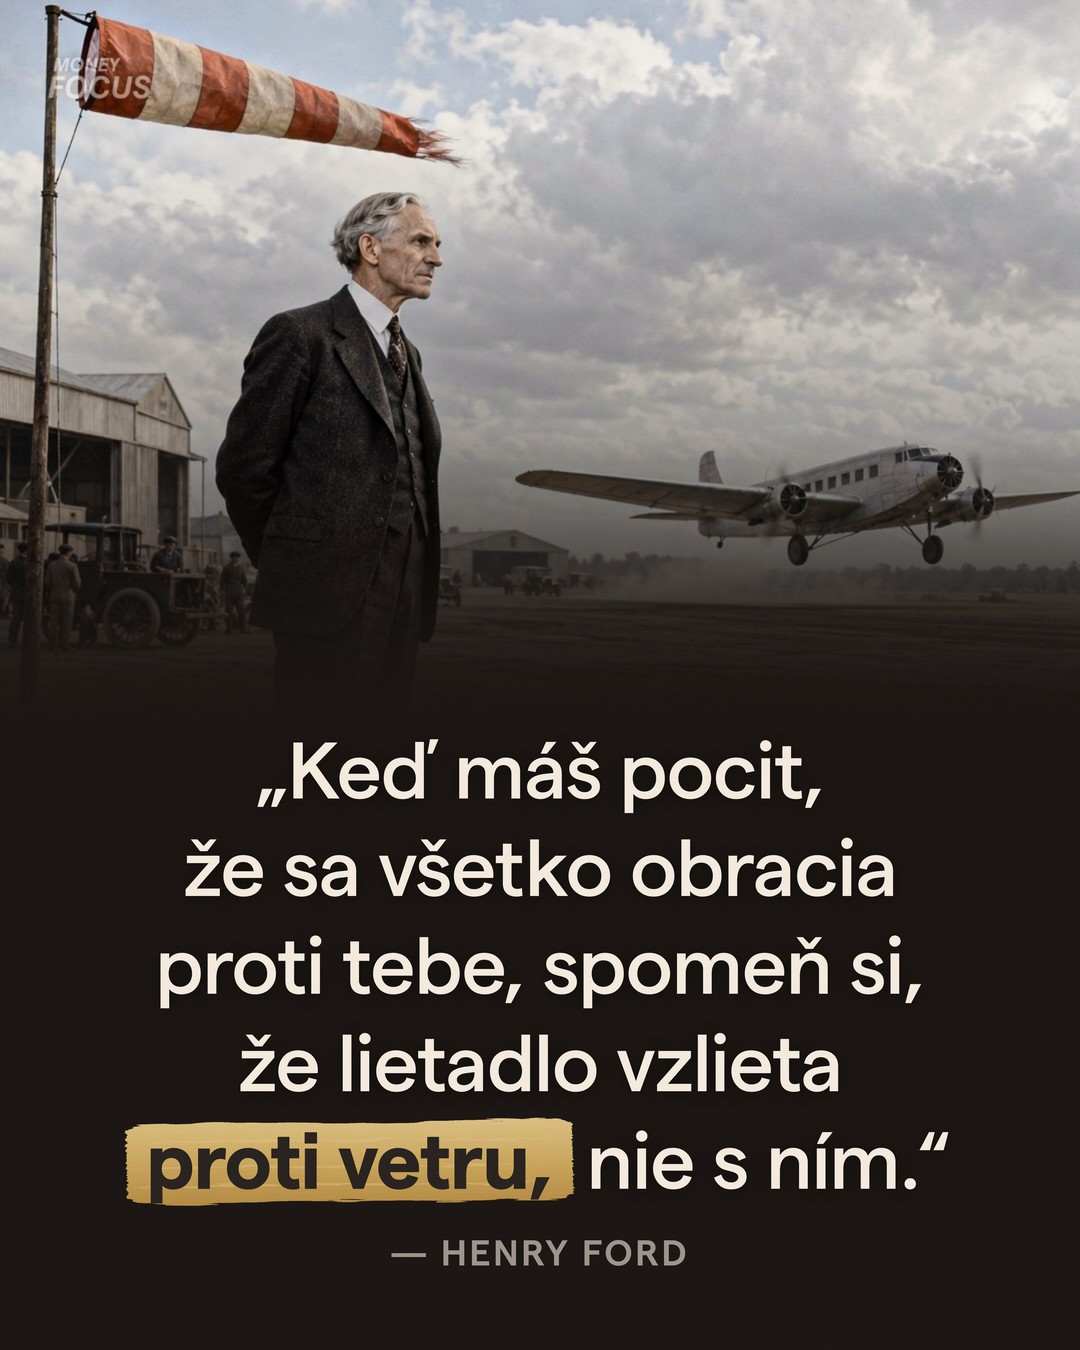 MONEY
FOCUS
„Keď máš pocit,
že sa všetko obracia
proti tebe, spomeň si,
že lietadlo vzlieta
proti vetru, nie s ním.“
— HENRY FORD